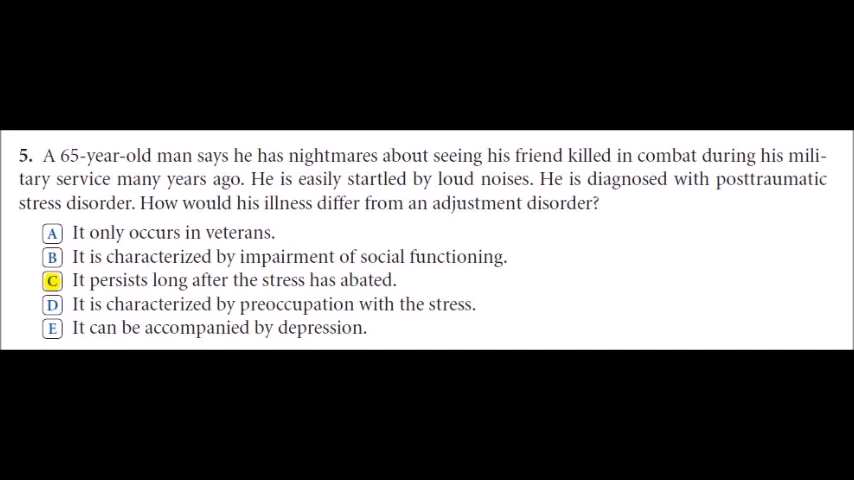 5. A 65-year-old man says he has nightmares about seeing his friend killed in combat during his mili-
tary service many years ago. He is easily startled by loud noises. He is diagnosed with posttraumatic
stress disorder. How would his illness differ from an adjustment disorder?
A It only occurs in veterans.
B It is characterized by impairment of social functioning.
C It persists long after the stress has abated.
D It is characterized by preoccupation with the stress.
E It can be accompanied by depression.